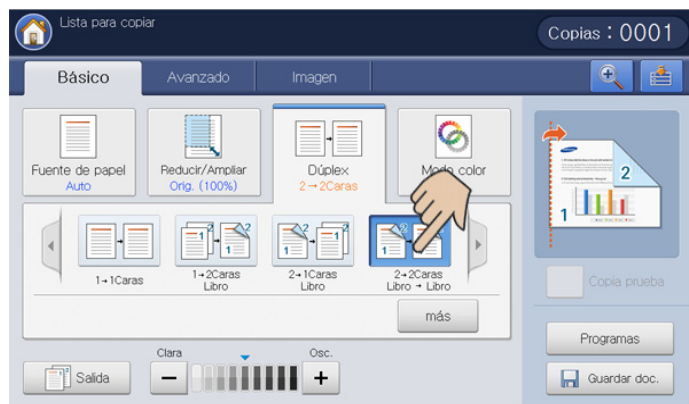 Lista para copiar
Copias : 0001
Básico
Avanzado
Imagen
Fuente de papel
Auto
Reducir/Ampliar
Orig. (100%)
Dúplex
2→2Caras
Modo color
1→1Caras
1→2Caras
Libro
2→1Caras
Libro
2→2Caras
Libro → Libro
más
Salida
Clara
Osc.
1
2
Copia prueba
Programas
Guardar doc.